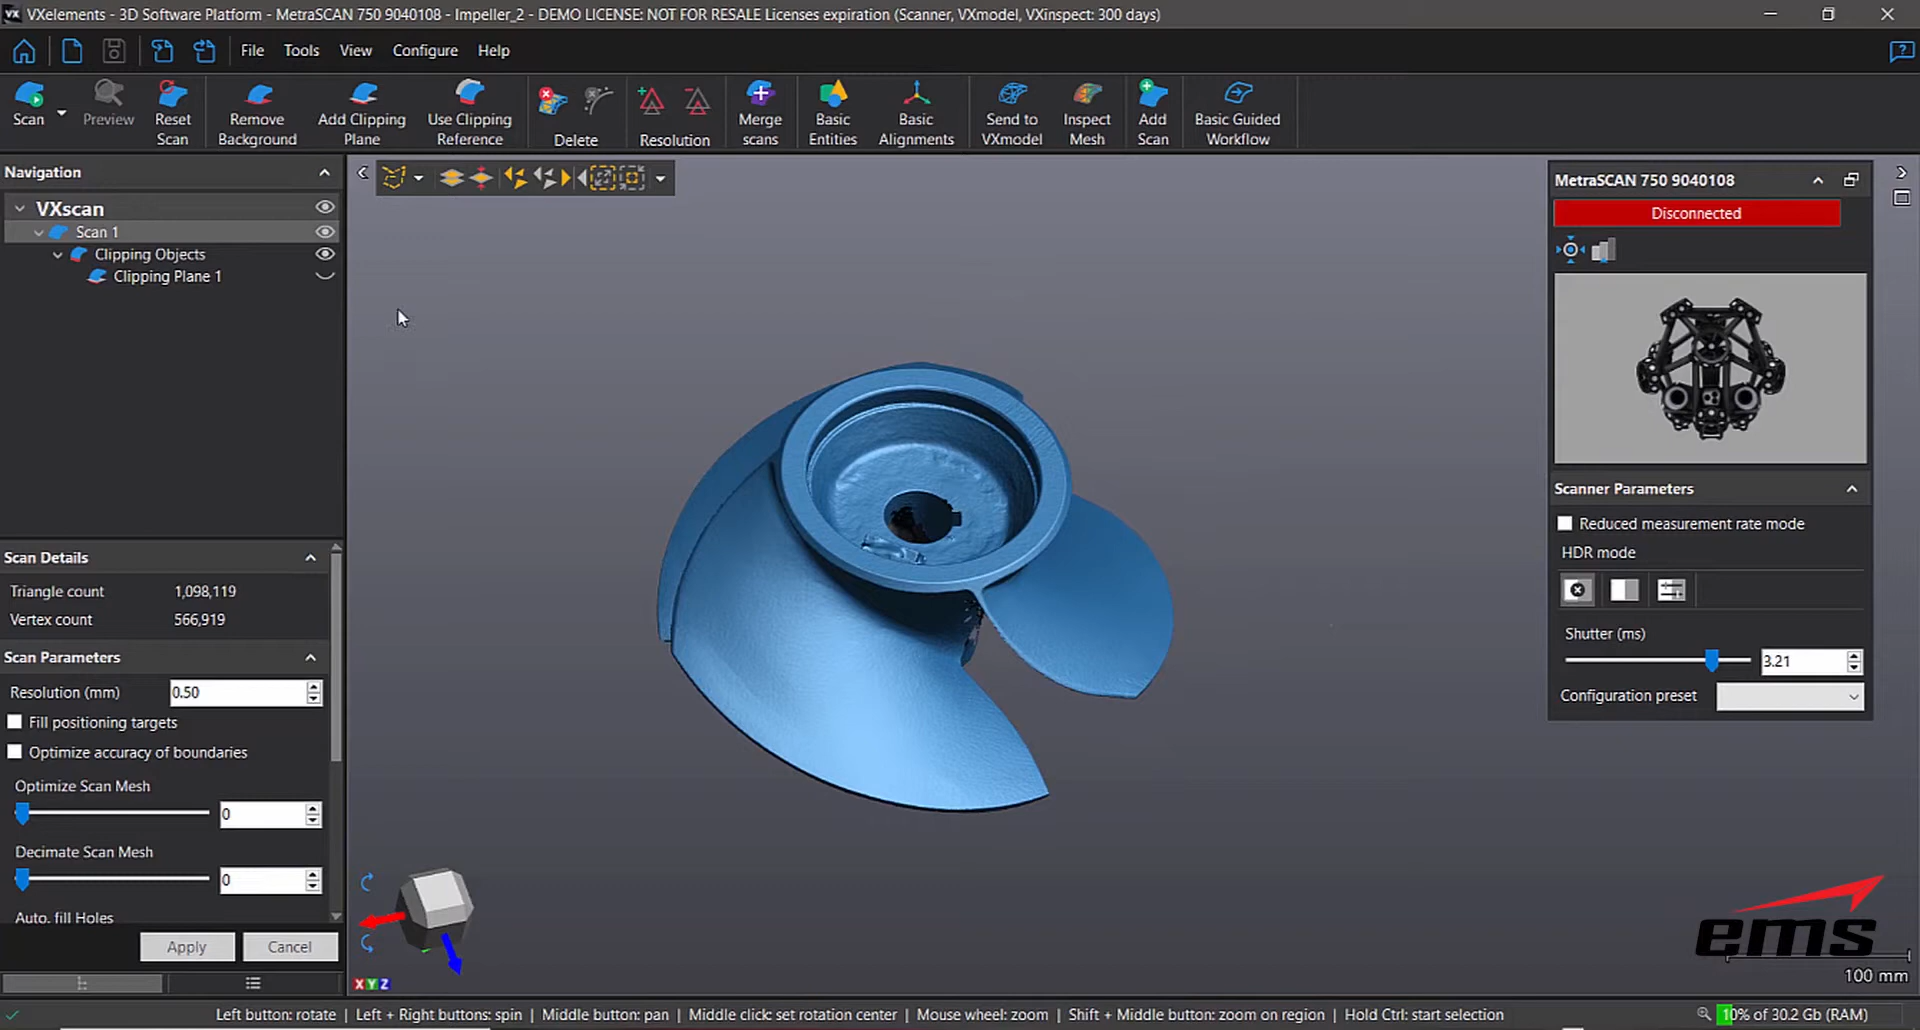 VXelements - 3D Software Platform - MetraSCAN 750 9040108 - Impeller_2 - DEMO LICENSE: NOT FOR RESALE Licenses expiration (Scanner, VXmodel, VXinspect: 300 days)
File Tools View Configure Help
Scan
Preview
Reset
Scan
Remove
Background
Add Clipping
Plane
Use Clipping
Reference
Delete
Resolution
Merge
scans
Basic
Entities
Basic
Alignments
Send to
VXmodel
Inspect
Mesh
Add
Scan
Basic Guided
Workflow
Navigation
VXscan
Scan 1
Clipping Objects
Clipping Plane 1
Scan Details
Triangle count 1,098,119
Vertex count 566,919
Scan Parameters
Resolution (mm) 0.50
Fill positioning targets
Optimize accuracy of boundaries
Optimize Scan Mesh
0
Decimate Scan Mesh
0
Auto. fill Holes
Apply Cancel
XYZ
MetraSCAN 750 9040108
Disconnected
Scanner Parameters
Reduced measurement rate mode
HDR mode
Shutter (ms)
3.21
Configuration preset
ems
100 mm
Left button: rotate | Left + Right buttons: spin | Middle button: pan | Middle click: set rotation center | Mouse wheel: zoom | Shift + Middle button: zoom on region | Hold Ctrl: start selection
10% of 30.2 Gb (RAM)